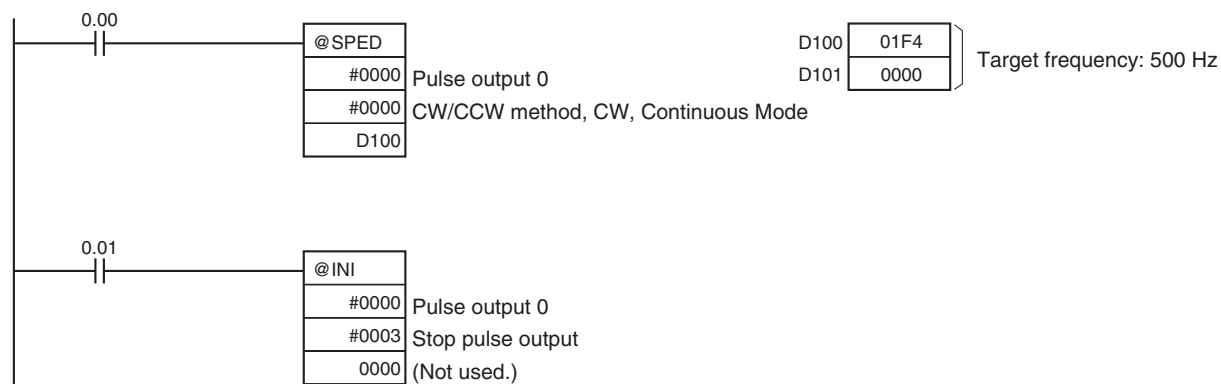 0.00
@SPED
#0000 Pulse output 0
#0000 CW/CCW method, CW, Continuous Mode
D100
D100 01F4
D101 0000
Target frequency: 500 Hz
0.01
@INI
#0000 Pulse output 0
#0003 Stop pulse output
0000 (Not used.)